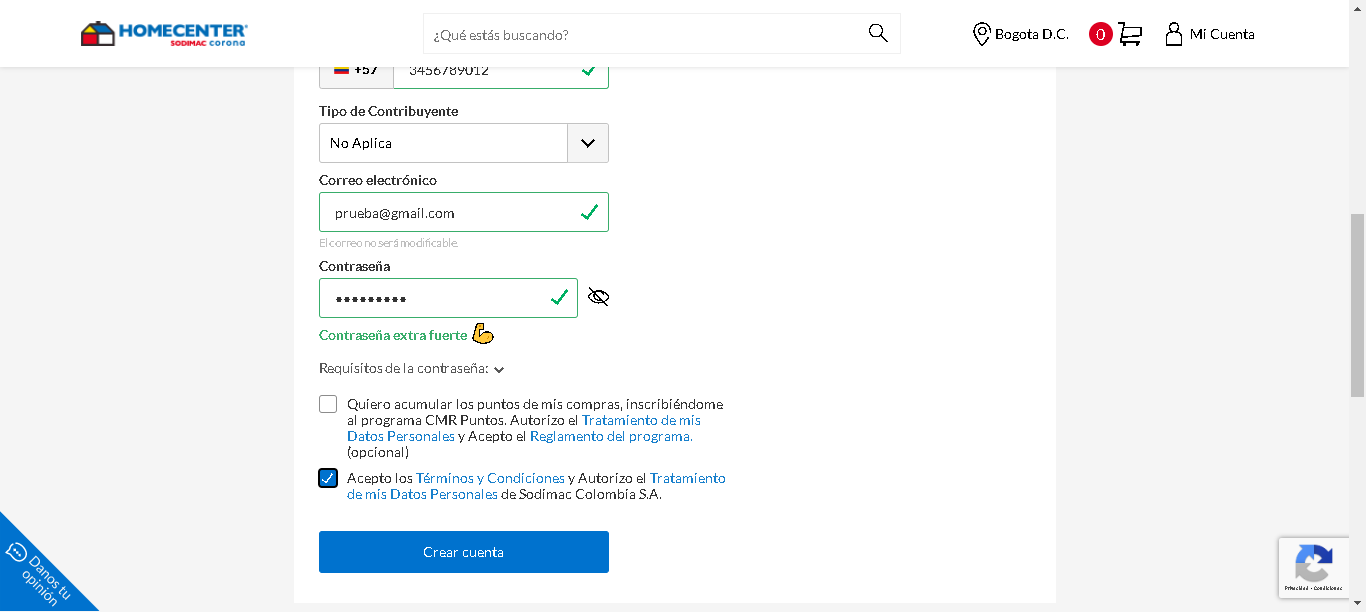 HOMECENTER
SODIMAC corona
¿Qué estás buscando?
Bogota D.C.
0
Mi Cuenta
+57
3456789012
Tipo de Contribuyente
No Aplica
Correo electrónico
prueba@gmail.com
El correo no será modificable.
Contraseña
Contraseña extra fuerte
Requisitos de la contraseña:
Quiero acumular los puntos de mis compras, inscribiéndome
al programa CMR Puntos. Autorizo el Tratamiento de mis
Datos Personales y Acepto el Reglamento del programa.
(opcional)
Acepto los Términos y Condiciones y Autorizo el Tratamiento
de mis Datos Personales de Sodimac Colombia S.A.
Crear cuenta
Danos tu
opinión
Privacidad - Condiciones